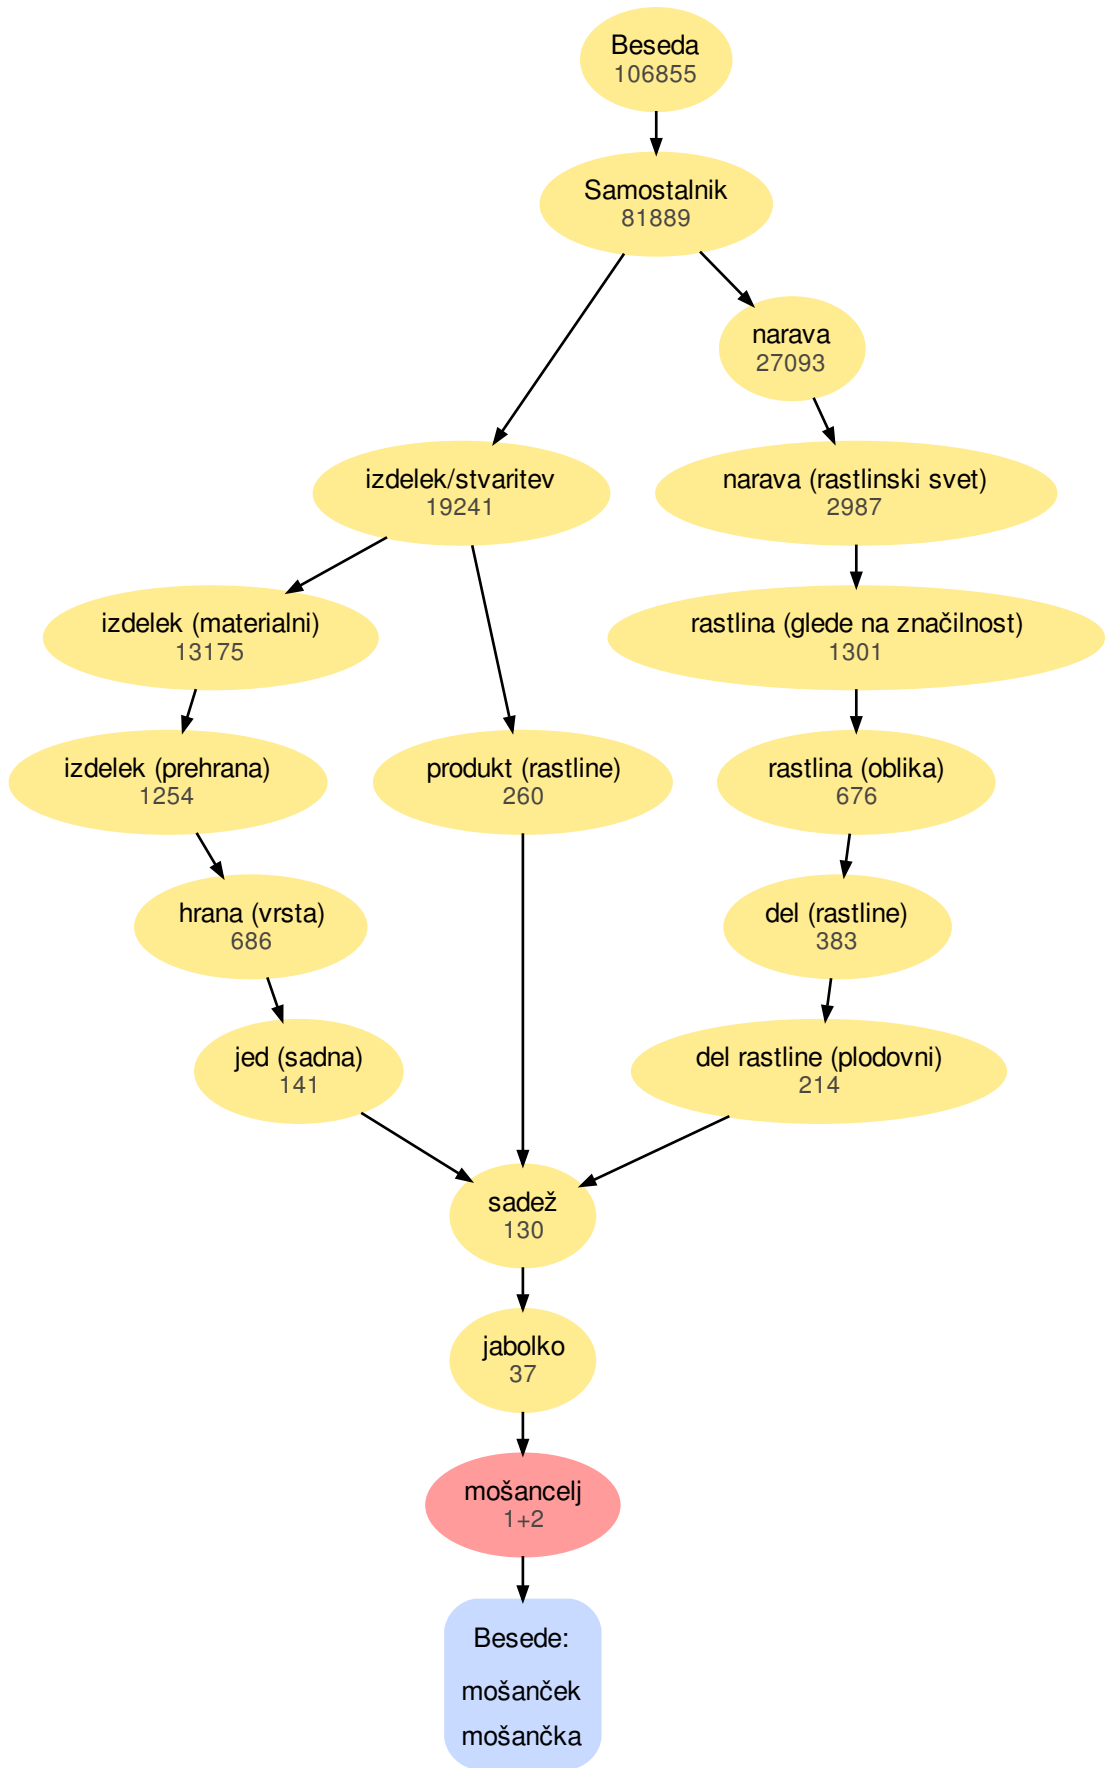 Beseda
106855
Samostalnik
81889
narava
27093
izdelek/stvaritev
19241
narava (rastlinski svet)
2987
izdelek (materialni)
13175
rastlina (glede na značilnost)
1301
izdelek (prehrana)
1254
produkt (rastline)
260
rastlina (oblika)
676
hrana (vrsta)
686
del (rastline)
383
jed (sadna)
141
del rastline (plodovni)
214
sadež
130
jabolko
37
mošancelj
1+2
Besede:
mošanček
mošančka